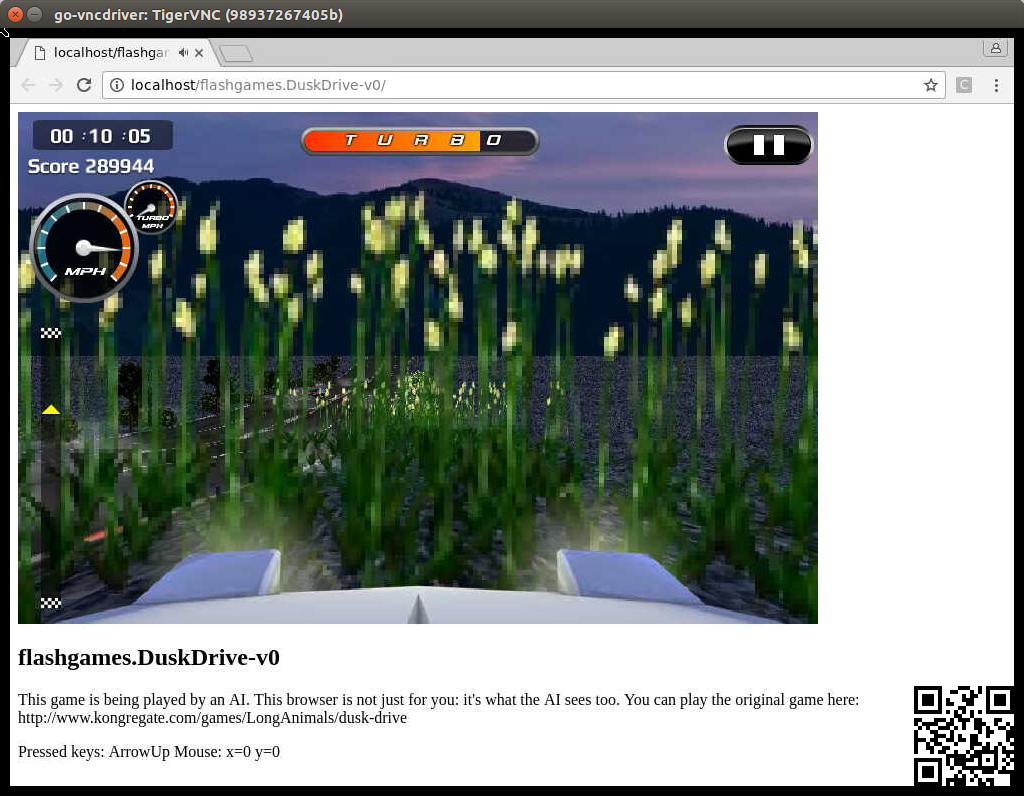 go-vncdriver: TigerVNC (98937267405b)
localhost/flashgar
localhost/flashgames.DuskDrive-v0/
C
00 :10 :05
TURBO
Score 289944
TURBO
MPH
MPH
flashgames.DuskDrive-v0
This game is being played by an AI. This browser is not just for you: it's what the AI sees too. You can play the original game here:
http://www.kongregate.com/games/LongAnimals/dusk-drive
Pressed keys: ArrowUp Mouse: x=0 y=0